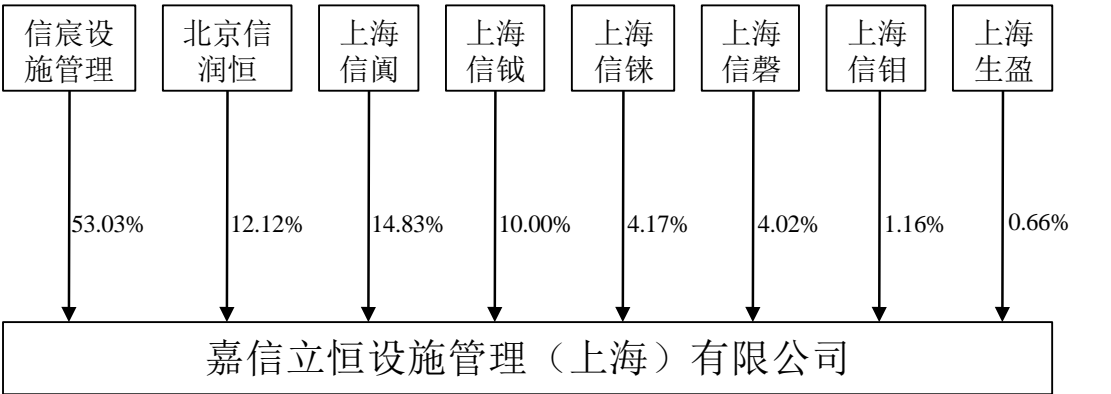 信宸设
施管理
北京信
润恒
上海
信阗
上海
信钺
上海
信铼
上海
信磬
上海
信钼
上海
生盈
53.03%
12.12%
14.83%
10.00%
4.17%
4.02%
1.16%
0.66%
嘉信立恒设施管理（上海）有限公司